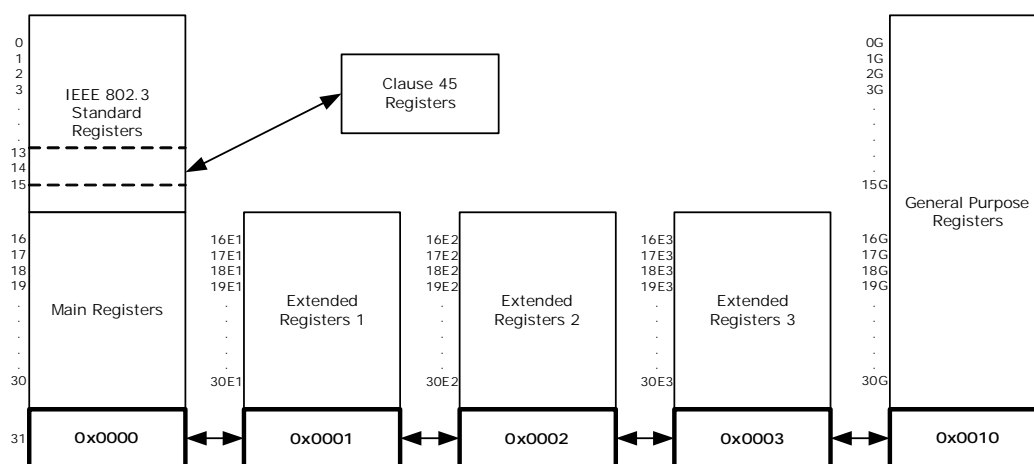 0
1
2
3
.
.
.
13
14
15
IEEE 802.3
Standard
Registers
Clause 45
Registers
0G
1G
2G
3G
.
.
.
.
.
15G
General Purpose
Registers
16
17
18
19
.
.
.
.
30
Main Registers
16E1
17E1
18E1
19E1
.
.
.
.
30E1
Extended
Registers 1
16E2
17E2
18E2
19E2
.
.
.
.
30E2
Extended
Registers 2
16E3
17E3
18E3
19E3
.
.
.
.
30E3
Extended
Registers 3
16G
17G
18G
19G
.
.
.
.
30G
31
0x0000
0x0001
0x0002
0x0003
0x0010